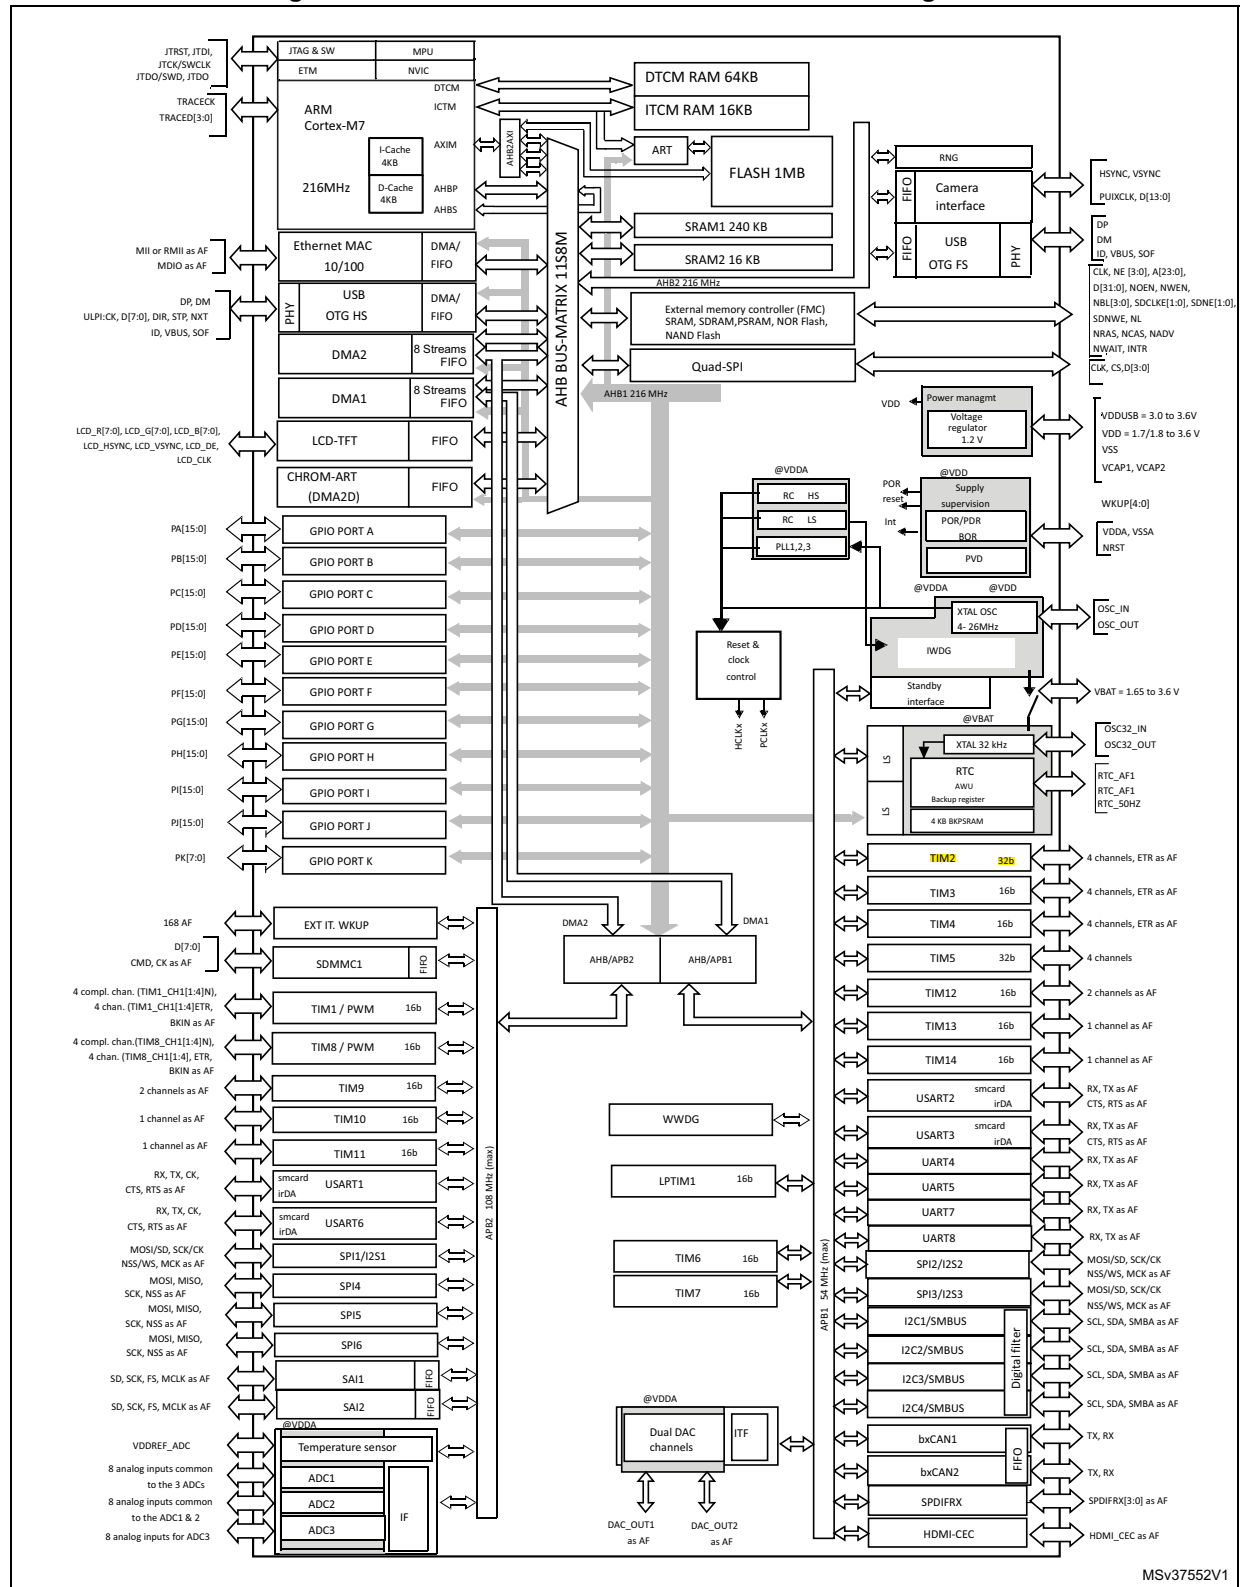 JTRST, JTDI,
JTCK/SWCLK
JTDO/SWD, JTDO
JTAG & SW
MPU
ETM
NVIC
TRACECK
TRACED[3:0]
ARM
Cortex-M7
216MHz
I-Cache
4KB
D-Cache
4KB
DTCM
ICTM
AXIM
AHBP
AHBS
AHB2AXI
DTCM RAM 64KB
ITCM RAM 16KB
ART
FLASH 1MB
SRAM1 240 KB
SRAM2 16 KB
AHB2 216 MHz
External memory controller (FMC)
SRAM, SDRAM,PSRAM, NOR Flash,
NAND Flash
Quad-SPI
AHB BUS-MATRIX 11S8M
AHB1 216 MHz
RNG
FIFO
Camera
interface
HSYNC, VSYNC
PUIXCLK, D[13:0]
FIFO
USB
OTG FS
PHY
DP
DM
ID, VBUS, SOF
CLK, NE [3:0], A[23:0],
D[31:0], NOEN, NWEN,
NBL[3:0], SDCLKE[1:0], SDNE[1:0],
SDNWE, NL
NRAS, NCAS, NADV
NWAIT, INTR
CLK, CS,D[3:0]
MII or RMII as AF
MDIO as AF
Ethernet MAC
10/100
DMA/
FIFO
DP, DM
ULPI:CK, D[7:0], DIR, STP, NXT
ID, VBUS, SOF
PHY
USB
OTG HS
DMA/
FIFO
DMA2
8 Streams
FIFO
DMA1
8 Streams
FIFO
LCD_R[7:0], LCD_G[7:0], LCD_B[7:0],
LCD_HSYNC, LCD_VSYNC, LCD_DE,
LCD_CLK
LCD-TFT
FIFO
CHROM-ART
(DMA2D)
FIFO
VDD
Power managmt
Voltage
regulator
1.2 V
VDDUSB = 3.0 to 3.6V
VDD = 1.7/1.8 to 3.6 V
VSS
VCAP1, VCAP2
WKUP[4:0]
@VDDA
RC HS
RC LS
PLL1,2,3
@VDD
POR
reset
Int
Supply
supervision
POR/PDR
BOR
PVD
VDDA, VSSA
NRST
@VDDA
@VDD
XTAL OSC
4- 26MHz
OSC_IN
OSC_OUT
IWDG
Reset &
clock
control
HCLKx
PCLKx
Standby
interface
VBAT = 1.65 to 3.6 V
@VBAT
LS
LS
XTAL 32 kHz
RTC
AWU
Backup register
4 KB BKPSRAM
OSC32_IN
OSC32_OUT
RTC_AF1
RTC_AF1
RTC_50HZ
PA[15:0]
GPIO PORT A
PB[15:0]
GPIO PORT B
PC[15:0]
GPIO PORT C
PD[15:0]
GPIO PORT D
PE[15:0]
GPIO PORT E
PF[15:0]
GPIO PORT F
PG[15:0]
GPIO PORT G
PH[15:0]
GPIO PORT H
PI[15:0]
GPIO PORT I
PJ[15:0]
GPIO PORT J
PK[7:0]
GPIO PORT K
DMA2
DMA1
AHB/APB2
AHB/APB1
168 AF
EXT IT. WKUP
D[7:0]
CMD, CK as AF
SDMMC1
FIFO
4 compl. chan. (TIM1_CH1[1:4]N),
4 chan. (TIM1_CH1[1:4]ETR,
BKIN as AF
TIM1 / PWM 16b
4 compl. chan.(TIM8_CH1[1:4]N),
4 chan. (TIM8_CH1[1:4], ETR,
BKIN as AF
TIM8 / PWM 16b
2 channels as AF
TIM9 16b
1 channel as AF
TIM10 16b
1 channel as AF
TIM11 16b
RX, TX, CK,
CTS, RTS as AF
smcard
irDA
USART1
RX, TX, CK,
CTS, RTS as AF
smcard
irDA
USART6
MOSI/SD, SCK/CK
NSS/WS, MCK as AF
SPI1/I2S1
MOSI, MISO,
SCK, NSS as AF
SPI4
MOSI, MISO,
SCK, NSS as AF
SPI5
MOSI, MISO,
SCK, NSS as AF
SPI6
SD, SCK, FS, MCLK as AF
SAI1
FIFO
SD, SCK, FS, MCLK as AF
SAI2
FIFO
@VDDA
VDDREF_ADC
Temperature sensor
8 analog inputs common
to the 3 ADCs
ADC1
8 analog inputs common
to the ADC1 & 2
ADC2
8 analog inputs for ADC3
ADC3
IF
APB2 108 MHz (max)
WWDG
LPTIM1 16b
TIM6 16b
TIM7 16b
@VDDA
Dual DAC
channels
ITF
DAC_OUT1
as AF
DAC_OUT2
as AF
APB1 54 MHz (max)
TIM2 32b
4 channels, ETR as AF
TIM3 16b
4 channels, ETR as AF
TIM4 16b
4 channels, ETR as AF
TIM5 32b
4 channels
TIM12 16b
2 channels as AF
TIM13 16b
1 channel as AF
TIM14 16b
1 channel as AF
USART2
smcard
irDA
RX, TX as AF
CTS, RTS as AF
USART3
smcard
irDA
RX, TX as AF
CTS, RTS as AF
UART4
RX, TX as AF
UART5
RX, TX as AF
UART7
RX, TX as AF
UART8
RX, TX as AF
SPI2/I2S2
MOSI/SD, SCK/CK
NSS/WS, MCK as AF
SPI3/I2S3
MOSI/SD, SCK/CK
NSS/WS, MCK as AF
I2C1/SMBUS
SCL, SDA, SMBA as AF
I2C2/SMBUS
SCL, SDA, SMBA as AF
I2C3/SMBUS
SCL, SDA, SMBA as AF
I2C4/SMBUS
SCL, SDA, SMBA as AF
Digital filter
bxCAN1
TX, RX
bxCAN2
TX, RX
FIFO
SPDIFRX
SPDIFRX[3:0] as AF
HDMI-CEC
HDMI_CEC as AF
MSv37552V1